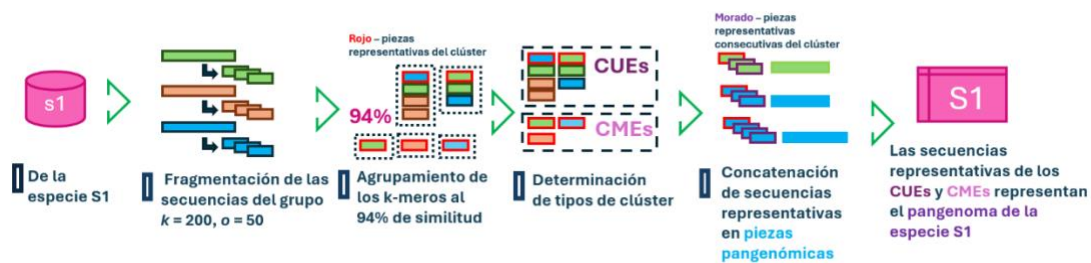 s1
De la
especie S1
Fragmentación de las
secuencias del grupo
k = 200, o = 50
Rojo – piezas
representativas del clúster
94%
Agrupamiento de
los k-meros al
94% de similitud
CUEs
CMEs
Determinación
de tipos de clúster
Morado – piezas
representativas
consecutivas del clúster
Concatenación
de secuencias
representativas
en piezas
pangenómicas
S1
Las secuencias
representativas de los
CUEs y CMEs representan
el pangenoma de la
especie S1